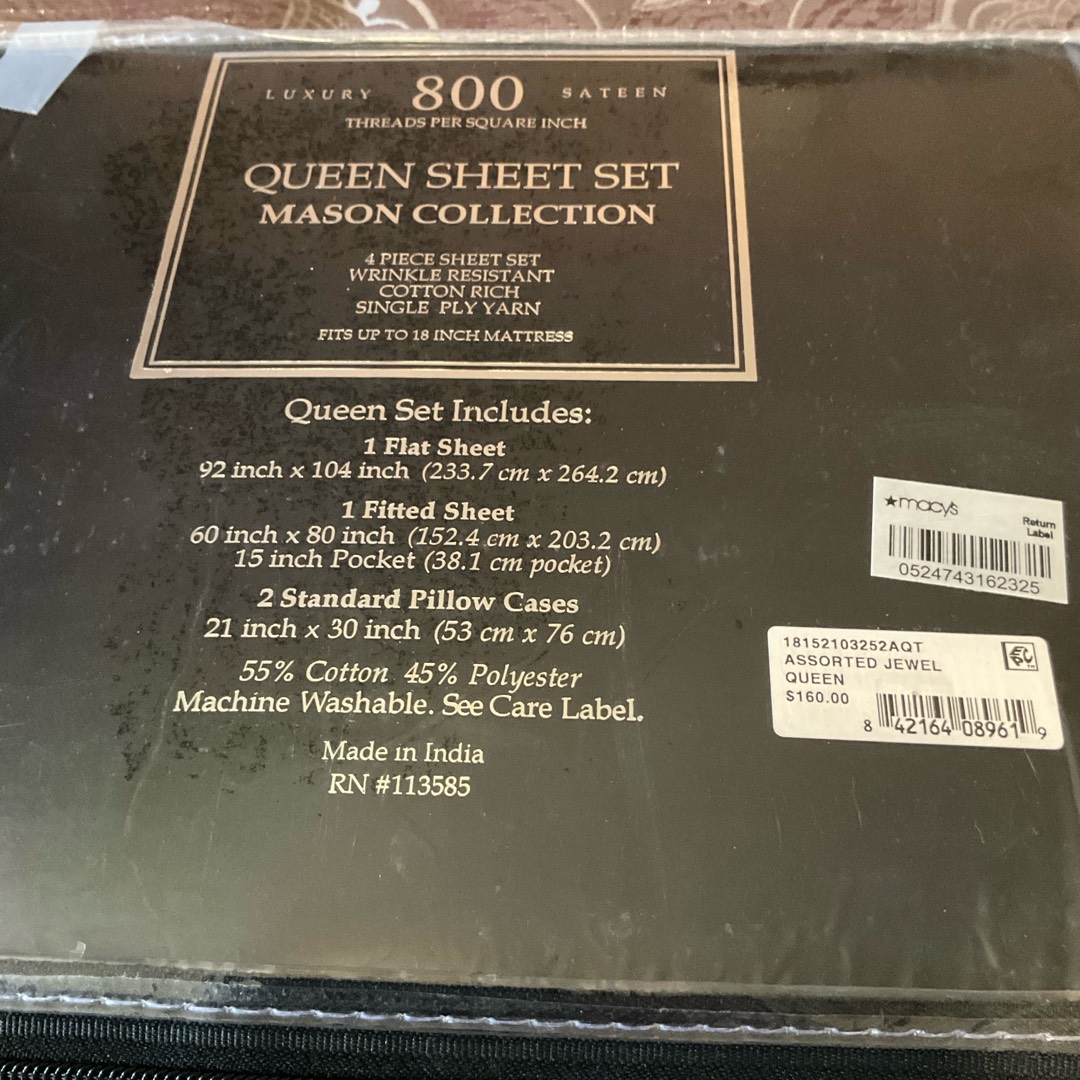 LUXURY 800 SATEEN
THREADS PER SQUARE INCH
QUEEN SHEET SET
MASON COLLECTION
4 PIECE SHEET SET
WRINKLE RESISTANT
COTTON RICH
SINGLE PLY YARN
FITS UP TO 18 INCH MATTRESS
Queen Set Includes:
1 Flat Sheet
92 inch x 104 inch (233.7 cm x 264.2 cm)
1 Fitted Sheet
60 inch x 80 inch (152.4 cm x 203.2 cm)
15 inch Pocket (38.1 cm pocket)
2 Standard Pillow Cases
21 inch x 30 inch (53 cm x 76 cm)
55% Cotton 45% Polyester
Machine Washable. See Care Label.
Made in India
RN #113585
★macy's
Return
Label
0524743162325
18152103252AQT
ASSORTED JEWEL
QUEEN
$160.00
8 42164 08961 9